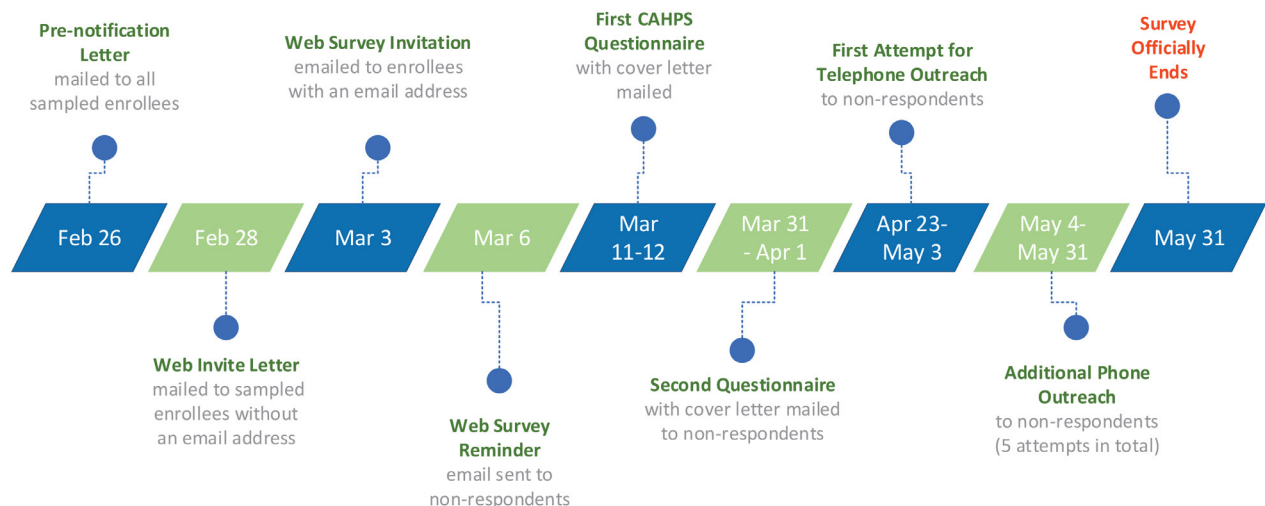 Pre-notification
Letter
mailed to all
sampled enrollees
Web Survey Invitation
emailed to enrollees
with an email address
First CAHPS
Questionnaire
with cover letter
mailed
First Attempt for
Telephone Outreach
to non-respondents
Survey
Officially
Ends
Feb 26
Feb 28
Mar 3
Mar 6
Mar
11-12
Mar 31
- Apr 1
Apr 23-
May 3
May 4-
May 31
May 31
Web Invite Letter
mailed to sampled
enrollees without
an email address
Web Survey
Reminder
email sent to
non-respondents
Second Questionnaire
with cover letter mailed
to non-respondents
Additional Phone
Outreach
to non-respondents
(5 attempts in total)